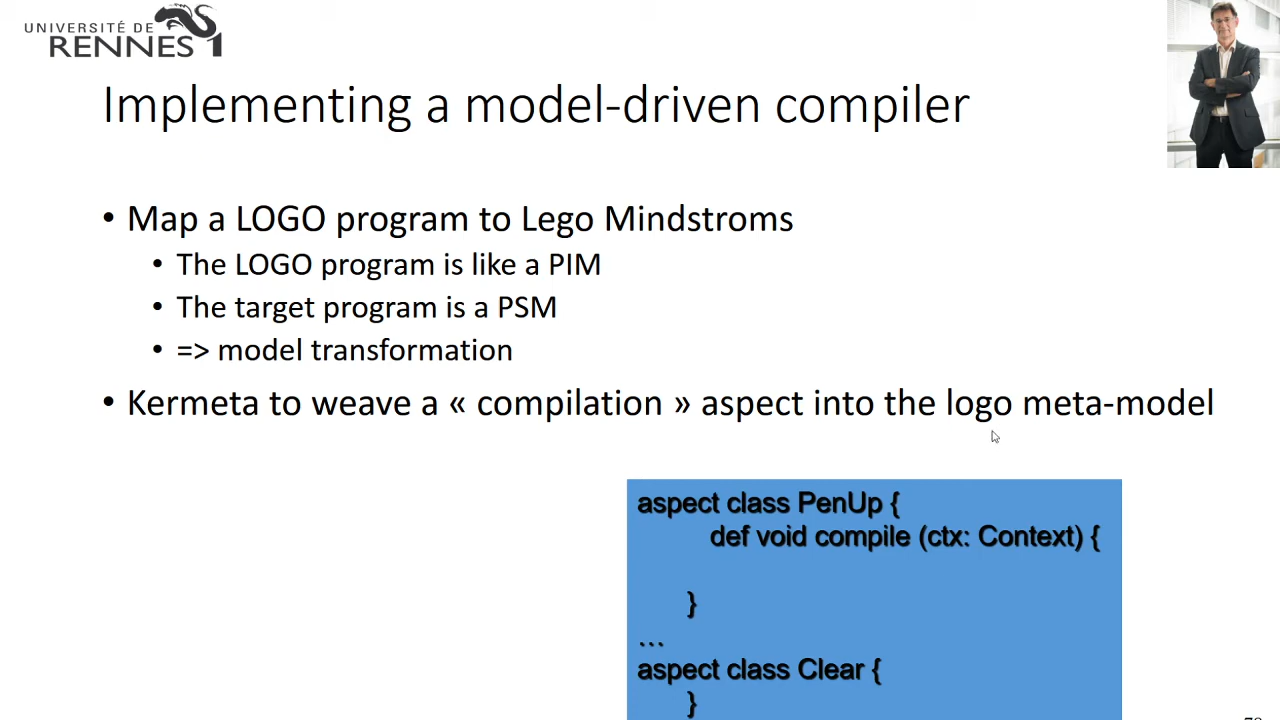 UNIVERSITÉ DE
RENNES 1
Implementing a model-driven compiler
• Map a LOGO program to Lego Mindstroms
• The LOGO program is like a PIM
• The target program is a PSM
• => model transformation
• Kermeta to weave a « compilation » aspect into the logo meta-model
aspect class PenUp {
def void compile (ctx: Context) {
}
…
aspect class Clear {
}